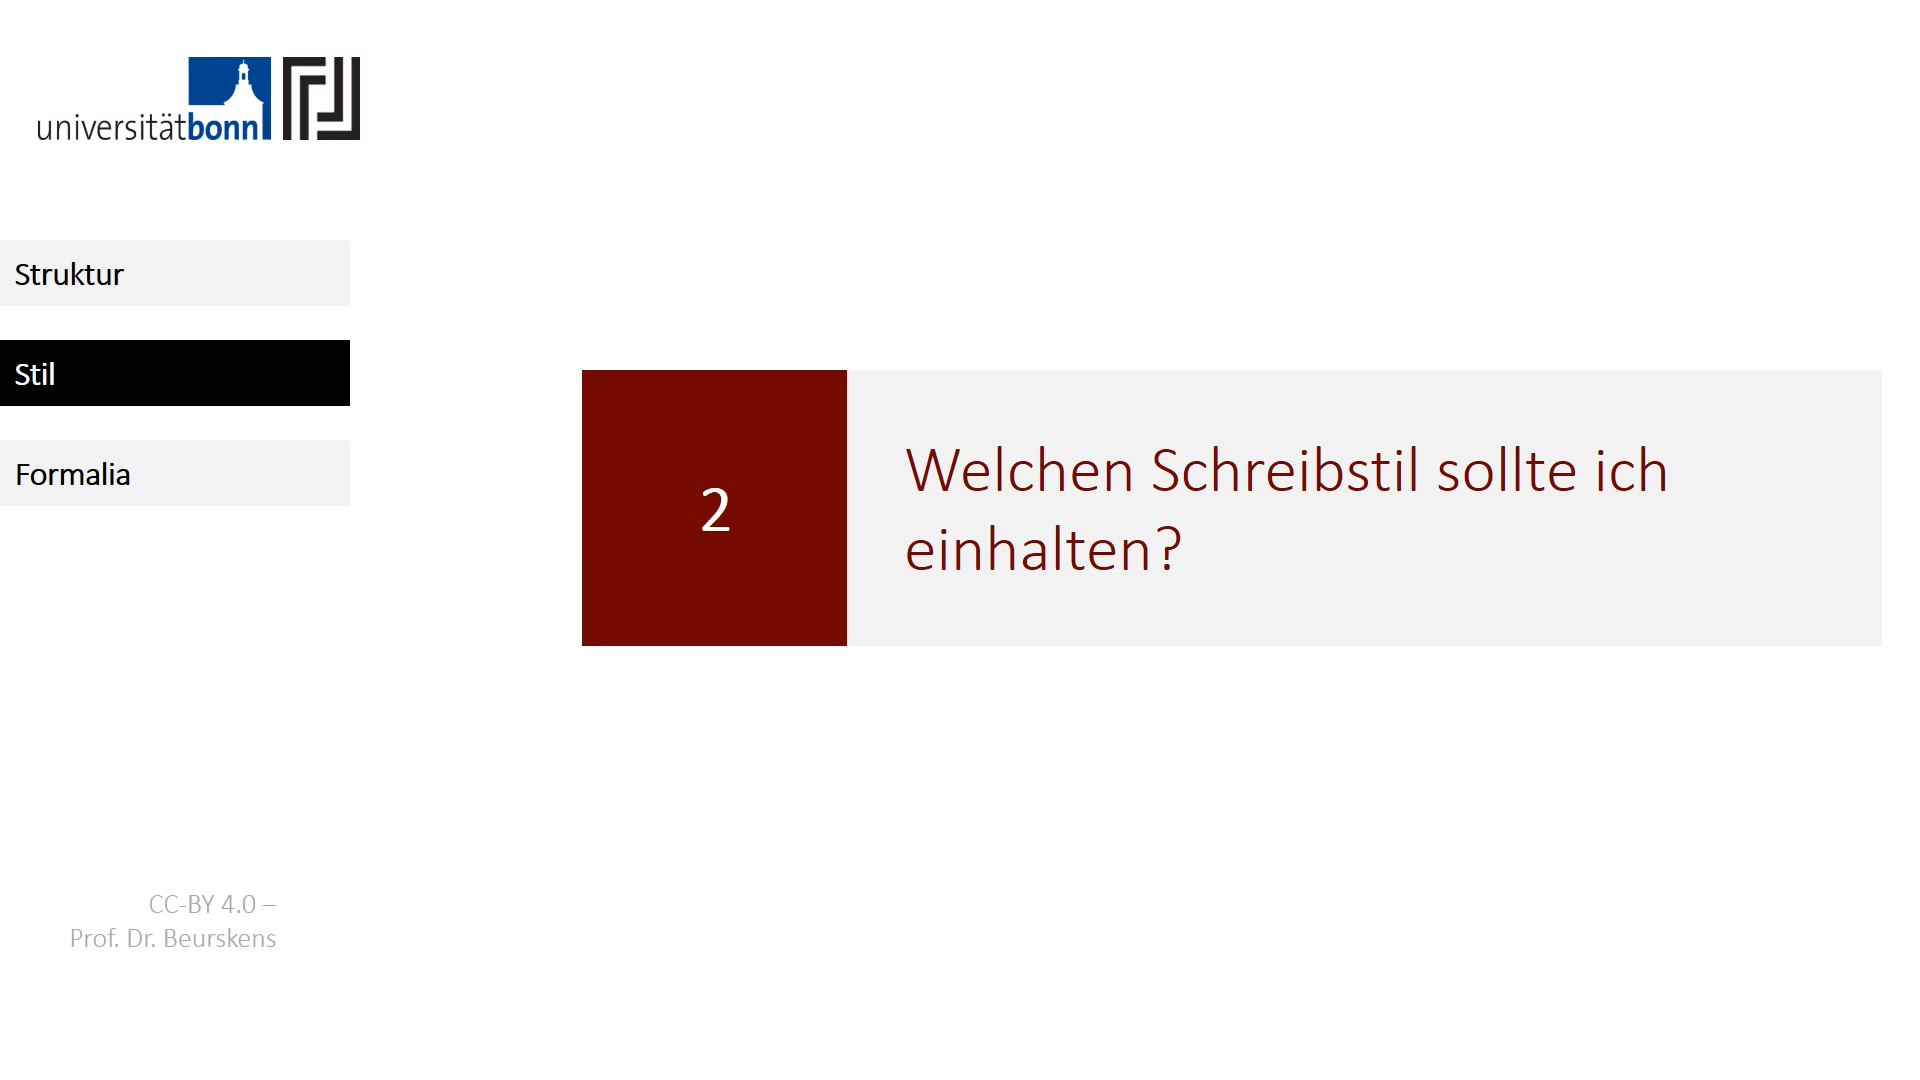 universitätbonn
Struktur
Stil
Formalia
2
Welchen Schreibstil sollte ich
einhalten?
CC-BY 4.0 –
Prof. Dr. Beurskens